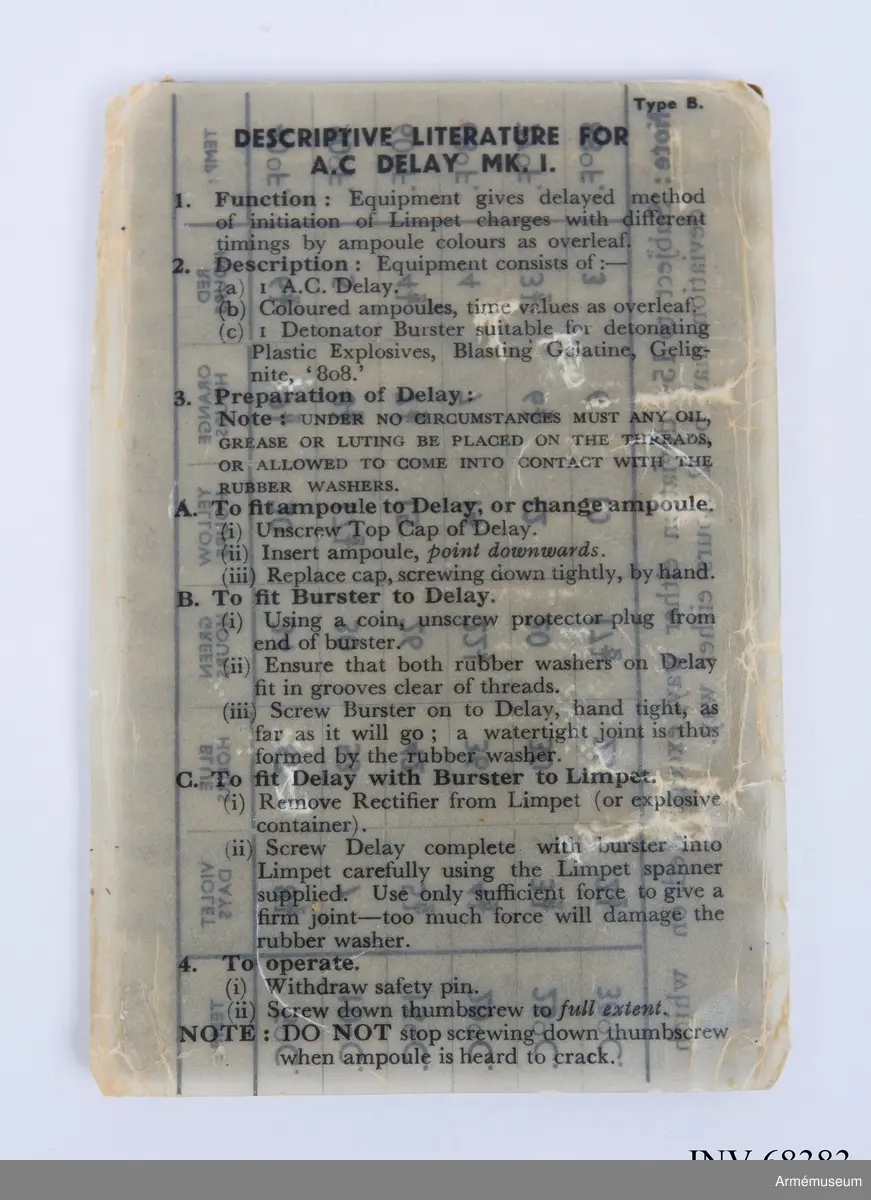 Type B.
DESCRIPTIVE LITERATURE FOR
A.C DELAY MK. I.
1. Function : Equipment gives delayed method
of initiation of Limpet charges with different
timings by ampoule colours as overleaf.
2. Description : Equipment consists of :—
(a) 1 A.C. Delay.
(b) Coloured ampoules, time values as overleaf.
(c) 1 Detonator Burster suitable for detonating
Plastic Explosives, Blasting Gelatine, Gelig-
nite, ‘808.’
3. Preparation of Delay :
Note : UNDER NO CIRCUMSTANCES MUST ANY OIL,
GREASE OR LUTING BE PLACED ON THE THREADS,
OR ALLOWED TO COME INTO CONTACT WITH THE
RUBBER WASHERS.
A. To fit ampoule to Delay, or change ampoule.
(i) Unscrew Top Cap of Delay.
(ii) Insert ampoule, point downwards.
(iii) Replace cap, screwing down tightly, by hand.
B. To fit Burster to Delay.
(i) Using a coin, unscrew protector plug from
end of burster.
(ii) Ensure that both rubber washers on Delay
fit in grooves clear of threads.
(iii) Screw Burster on to Delay, hand tight, as
far as it will go ; a watertight joint is thus
formed by the rubber washer.
C. To fit Delay with Burster to Limpet.
(i) Remove Rectifier from Limpet (or explosive
container).
(ii) Screw Delay complete with burster into
Limpet carefully using the Limpet spanner
supplied. Use only sufficient force to give a
firm joint—too much force will damage the
rubber washer.
4. To operate.
(i) Withdraw safety pin.
(ii) Screw down thumbscrew to full extent.
NOTE : DO NOT stop screwing down thumbscrew
when ampoule is heard to crack.
INV 68383
Armémuseum